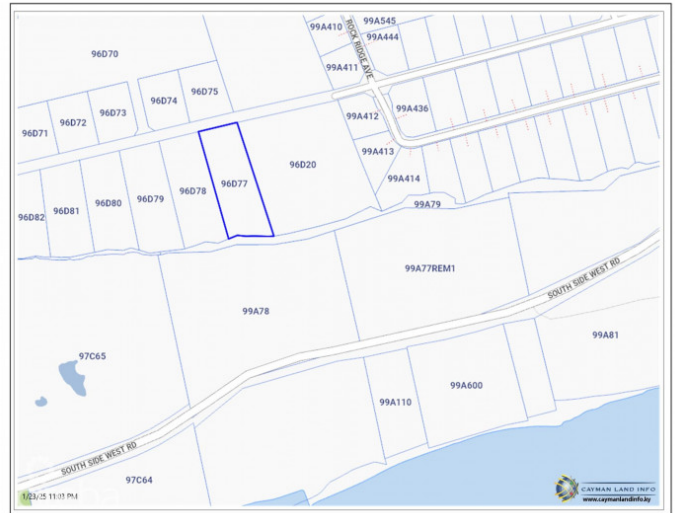 99A410
99A545
99A444
96D70
ROCK RIDGE AVE
99A411
96D75
96D74
96D73
96D72
96D71
99A412
99A436
99A413
96D20
99A414
96D77
96D78
96D79
96D80
96D81
96D82
99A79
99A77REM1
SOUTH SIDE WEST RD
99A78
99A81
97C65
99A600
99A110
SOUTH SIDE WEST RD
97C64
1/23/25 11:03 PM
CAYMAN LAND INFO
www.caymanlandinfo.ky